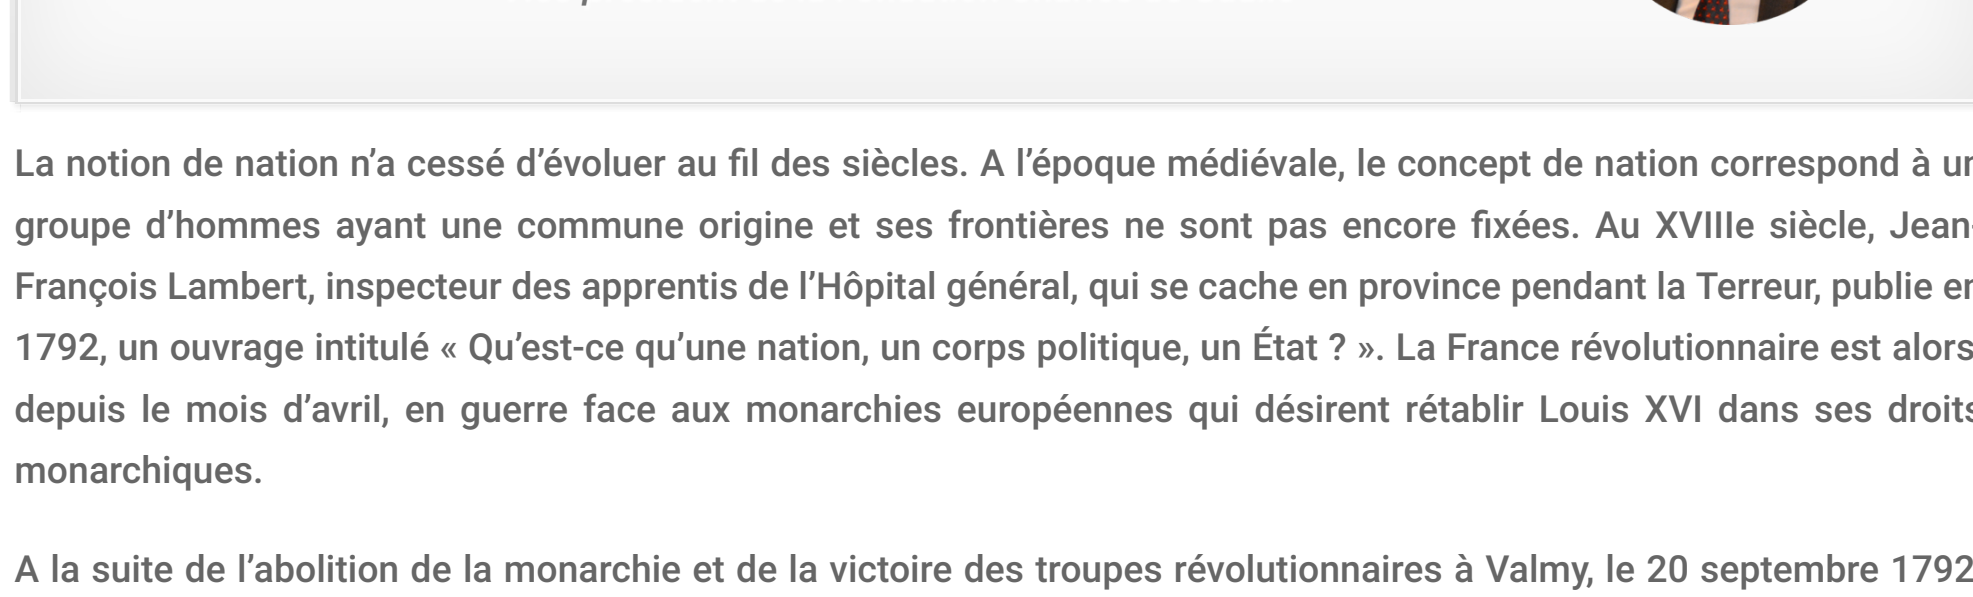 La notion de nation n’a cessé d’évoluer au fil des siècles. A l’époque médiévale, le concept de nation correspond à un
groupe d’hommes ayant une commune origine et ses frontières ne sont pas encore fixées. Au XVIIIe siècle, Jean-
François Lambert, inspecteur des apprentis de l’Hôpital général, qui se cache en province pendant la Terreur, publie en
1792, un ouvrage intitulé « Qu’est-ce qu’une nation, un corps politique, un État ? ». La France révolutionnaire est alors
depuis le mois d’avril, en guerre face aux monarchies européennes qui désirent rétablir Louis XVI dans ses droits
monarchiques.
A la suite de l’abolition de la monarchie et de la victoire des troupes révolutionnaires à Valmy, le 20 septembre 1792